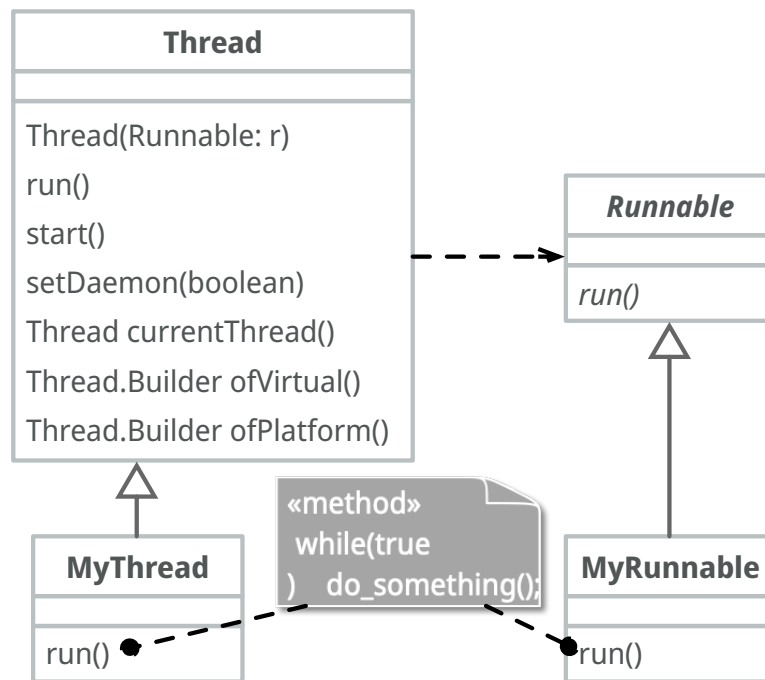 Thread
Thread(Runnable: r)
run()
start()
setDaemon(boolean)
Thread currentThread()
Thread.Builder ofVirtual()
Thread.Builder ofPlatform()
Runnable
run()
«method»
while(true
) do_something();
MyThread
run()
MyRunnable
run()